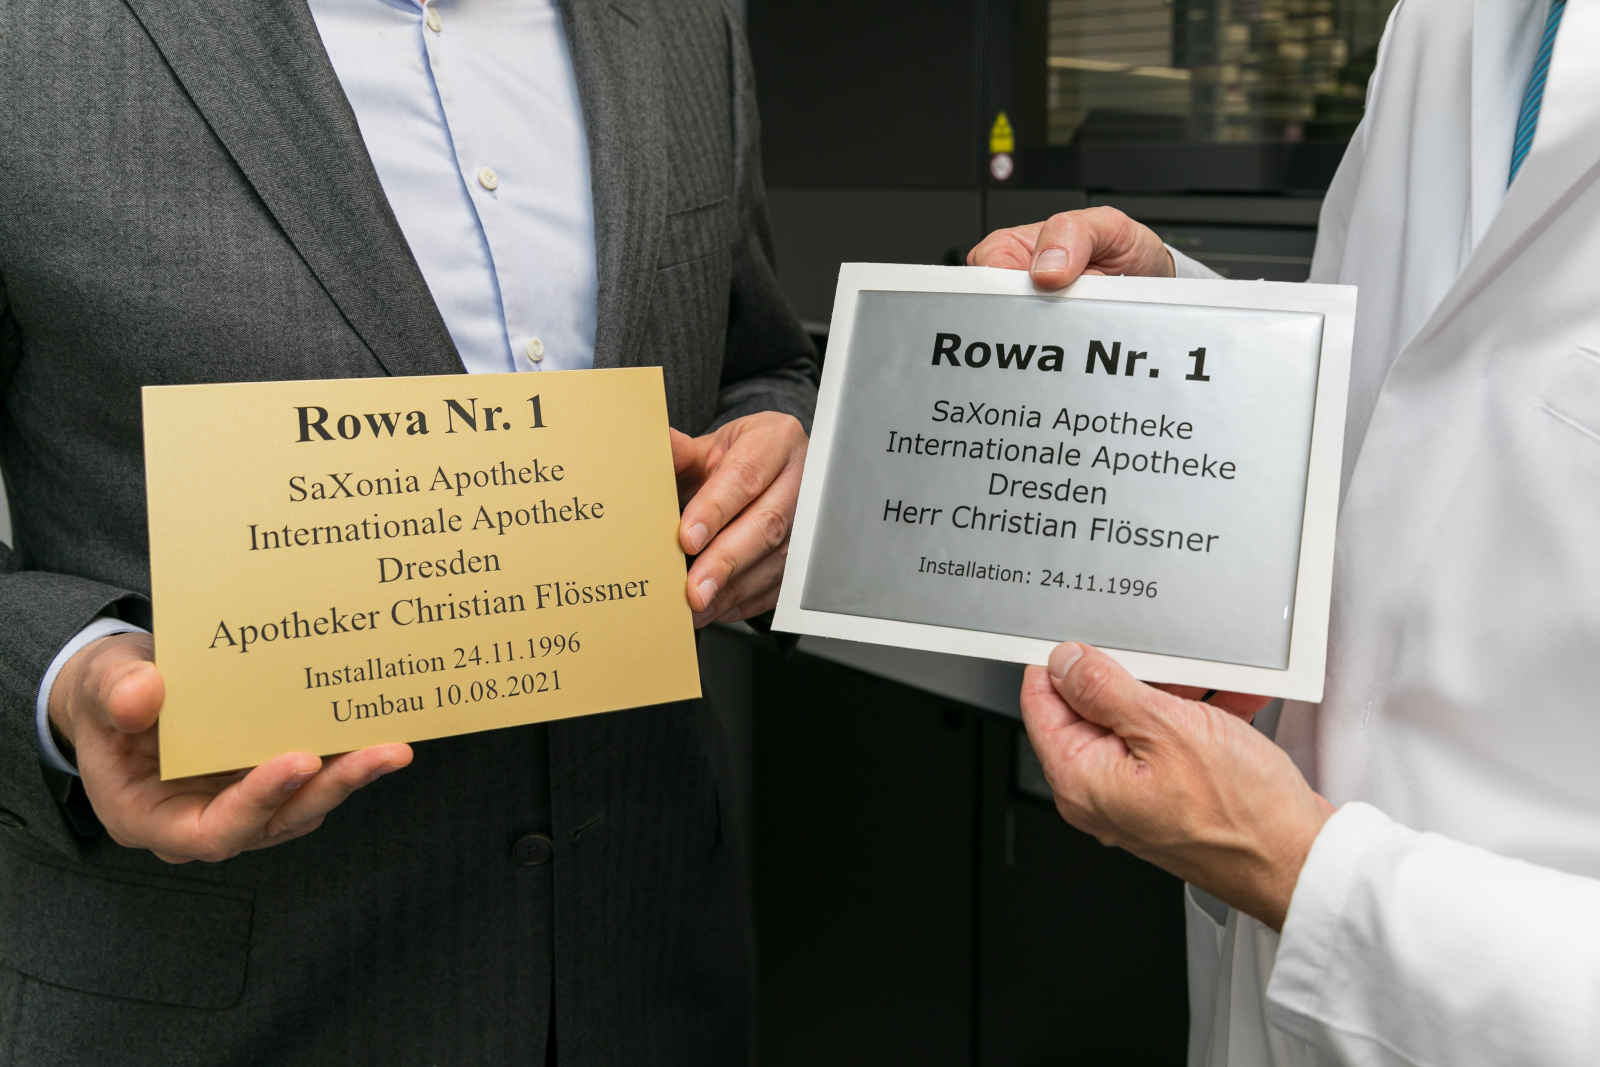 Rowa Nr. 1
SaXonia Apotheke
Internationale Apotheke
Dresden
Apotheker Christian Flössner
Installation 24.11.1996
Umbau 10.08.2021
Rowa Nr. 1
SaXonia Apotheke
Internationale Apotheke
Dresden
Herr Christian Flössner
Installation: 24.11.1996